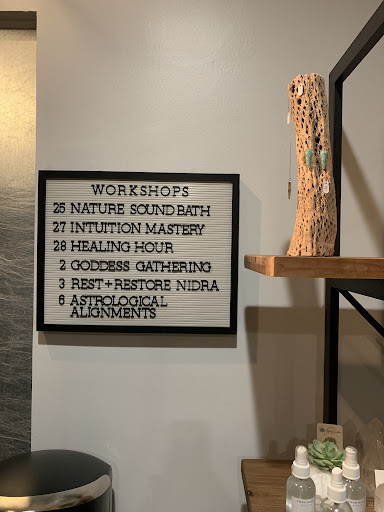 WORKSHOPS
25 NATURE SOUND BATH
27 INTUITION MASTERY
28 HEALING HOUR
2 GODDESS GATHERING
3 REST + RESTORE NIDRA
6 ASTROLOGICAL
ALIGNMENTS